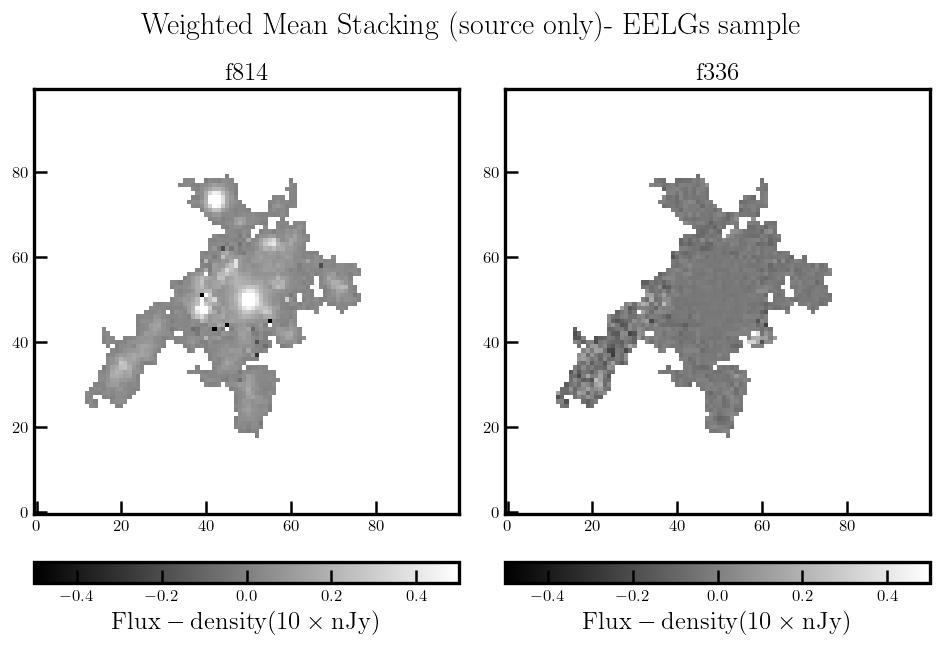 Weighted Mean Stacking (source only)- EELGs sample
f814
f336
80
60
40
20
0
0 20 40 60 80
80
60
40
20
0
0 20 40 60 80
−0.4 −0.2 0.0 0.2 0.4
Flux − density(10 × nJy)
−0.4 −0.2 0.0 0.2 0.4
Flux − density(10 × nJy)